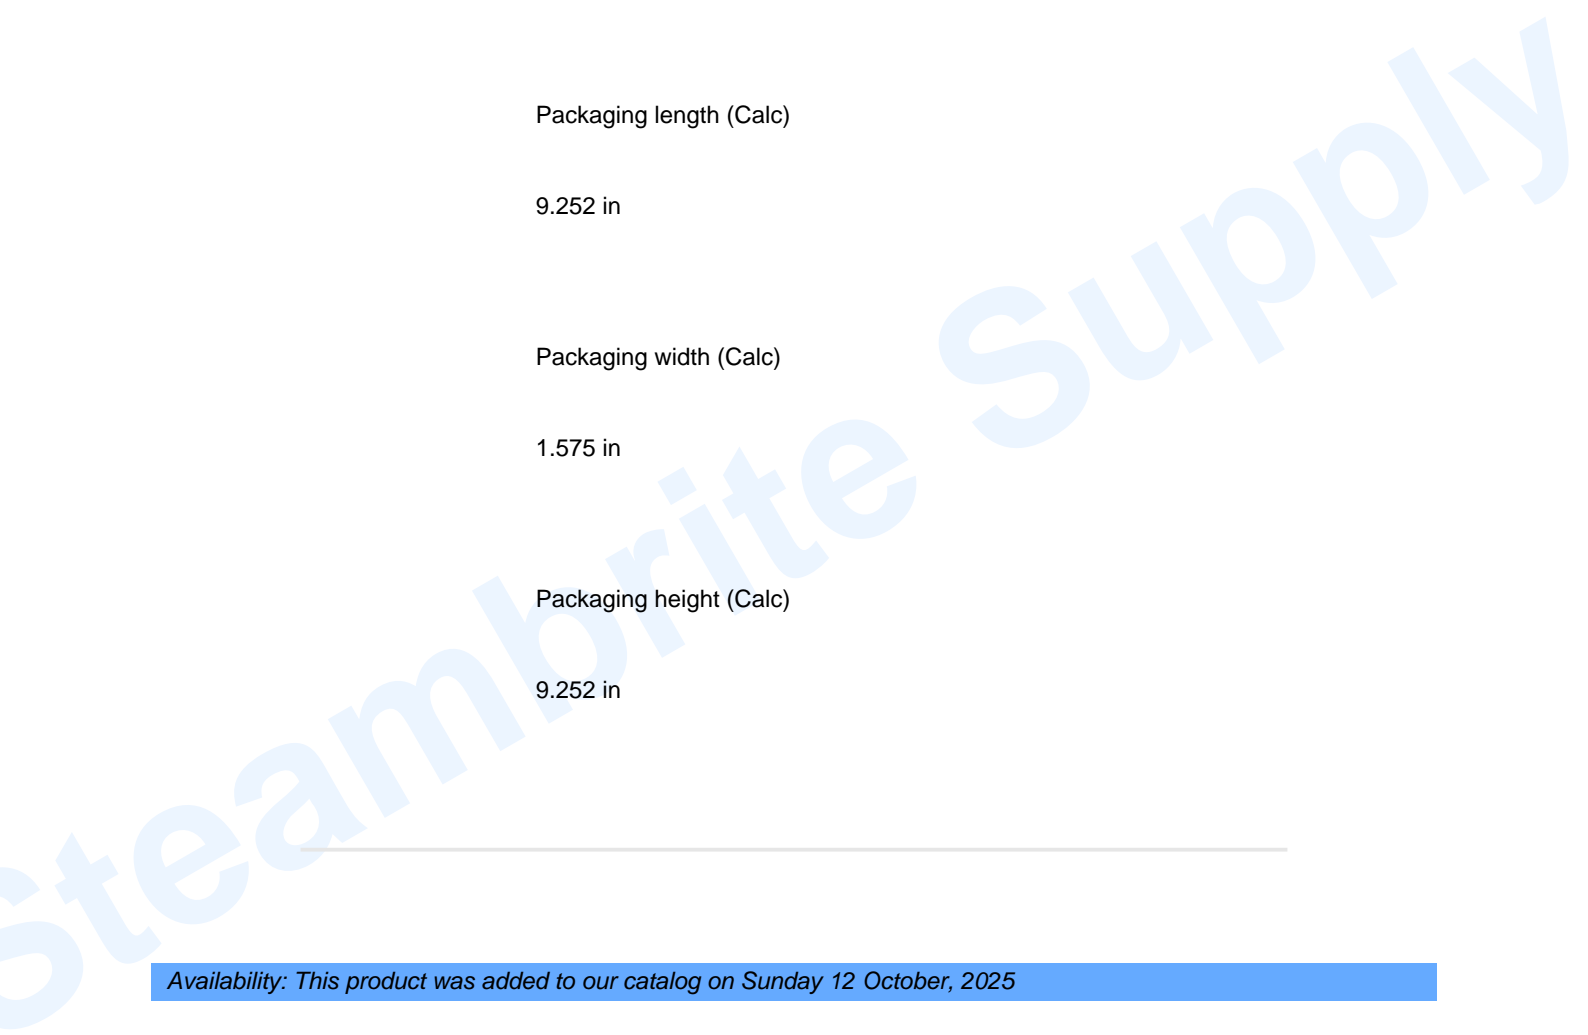 Packaging length (Calc)
9.252 in
Packaging width (Calc)
1.575 in
Packaging height (Calc)
9.252 in
Steambrite Supply
Availability: This product was added to our catalog on Sunday 12 October, 2025